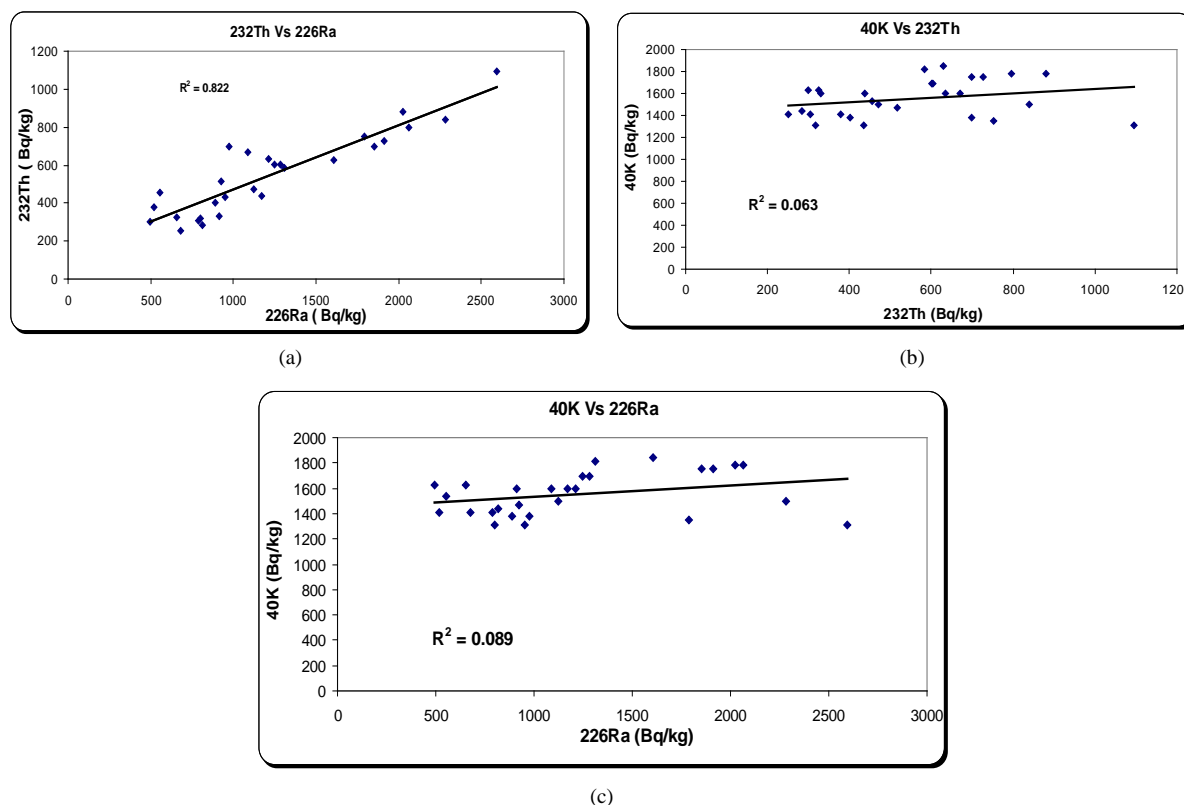 232Th Vs 226Ra
R² = 0.822
232Th ( Bq/kg)
1200
1000
800
600
400
200
0
0 500 1000 1500 2000 2500 3000
226Ra ( Bq/kg)
(a)
40K Vs 232Th
R² = 0.063
40K (Bq/kg)
2000
1800
1600
1400
1200
1000
800
600
400
200
0
0 200 400 600 800 1000 120
232Th (Bq/kg)
(b)
40K Vs 226Ra
R² = 0.089
40K (Bq/kg)
2000
1800
1600
1400
1200
1000
800
600
400
200
0
0 500 1000 1500 2000 2500 3000
226Ra (Bq/kg)
(c)